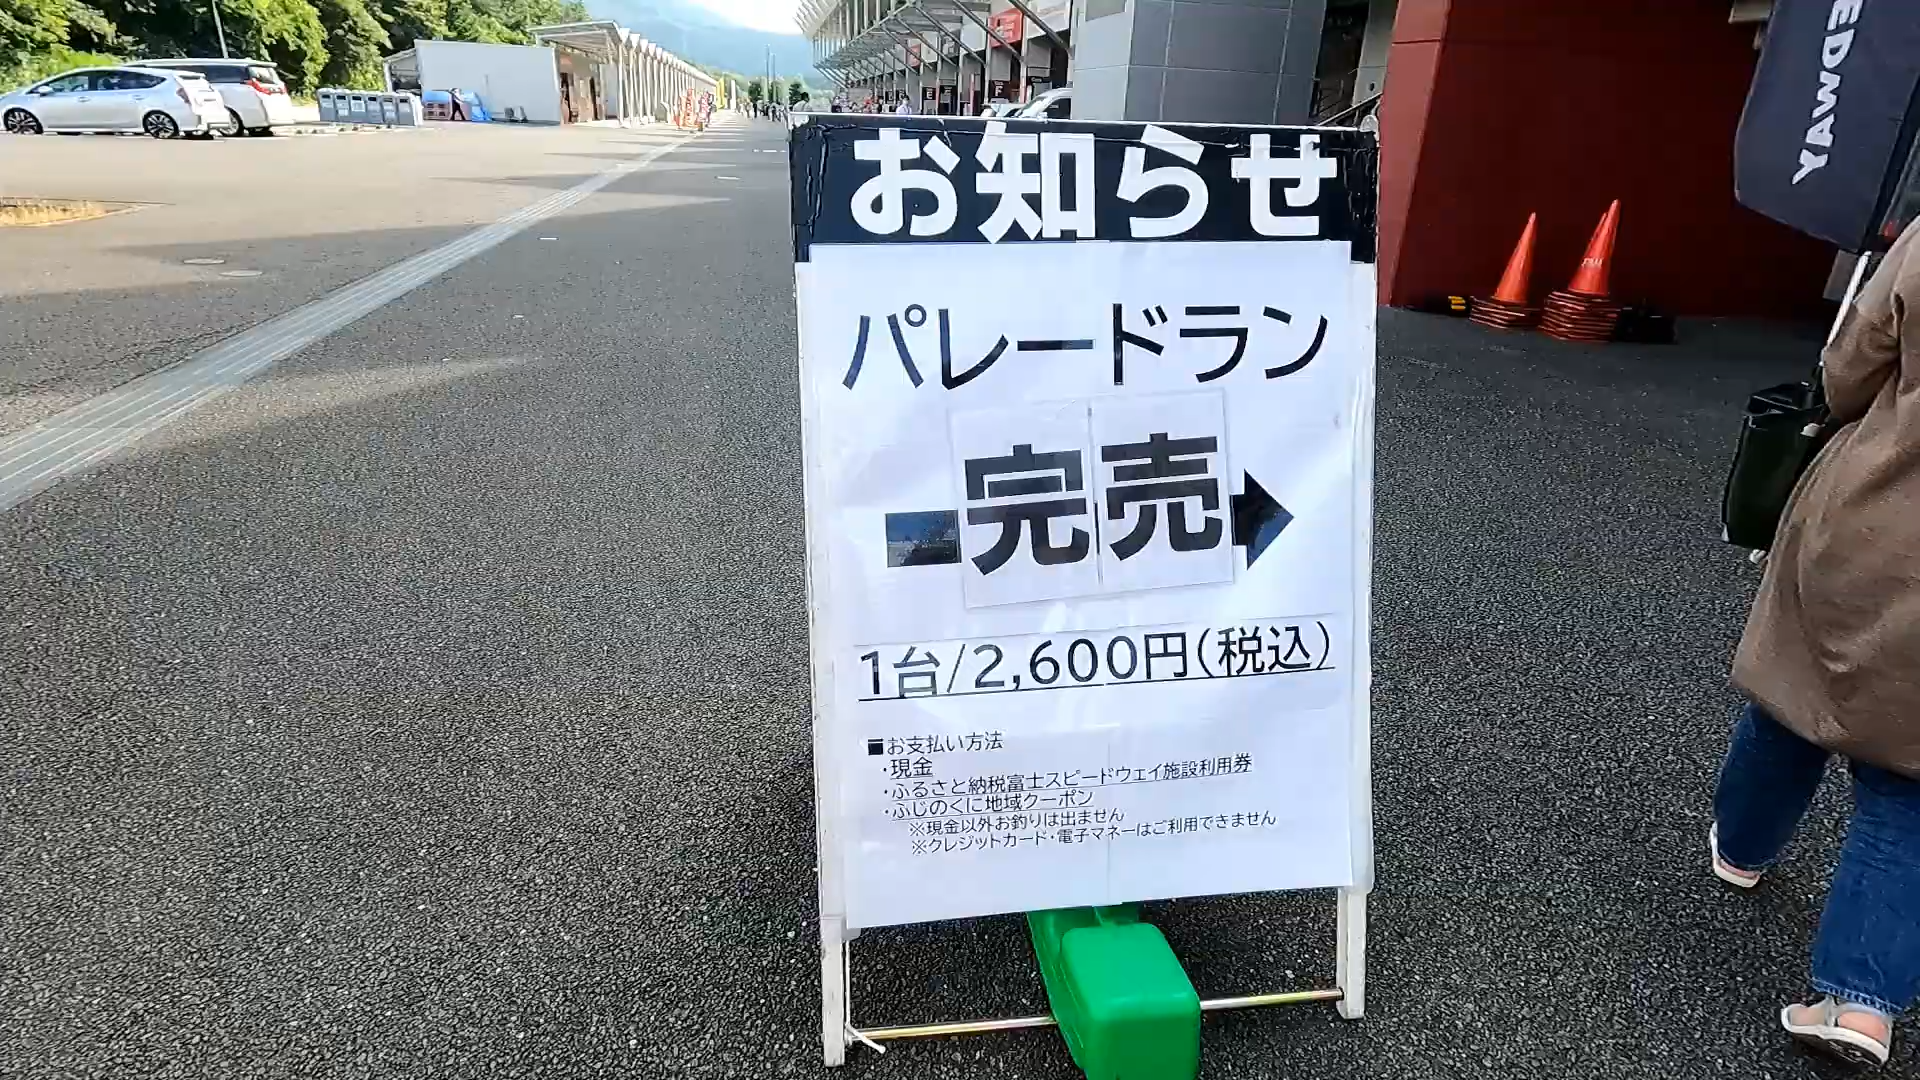 お知らせ
パレードラン
完売
1台/2,600円(税込)
■お支払い方法
・現金
・ふるさと納税富士スピードウェイ施設利用券
・ふじのくに地域クーポン
※現金以外お釣りは出ません
※クレジットカード・電子マネーはご利用できません